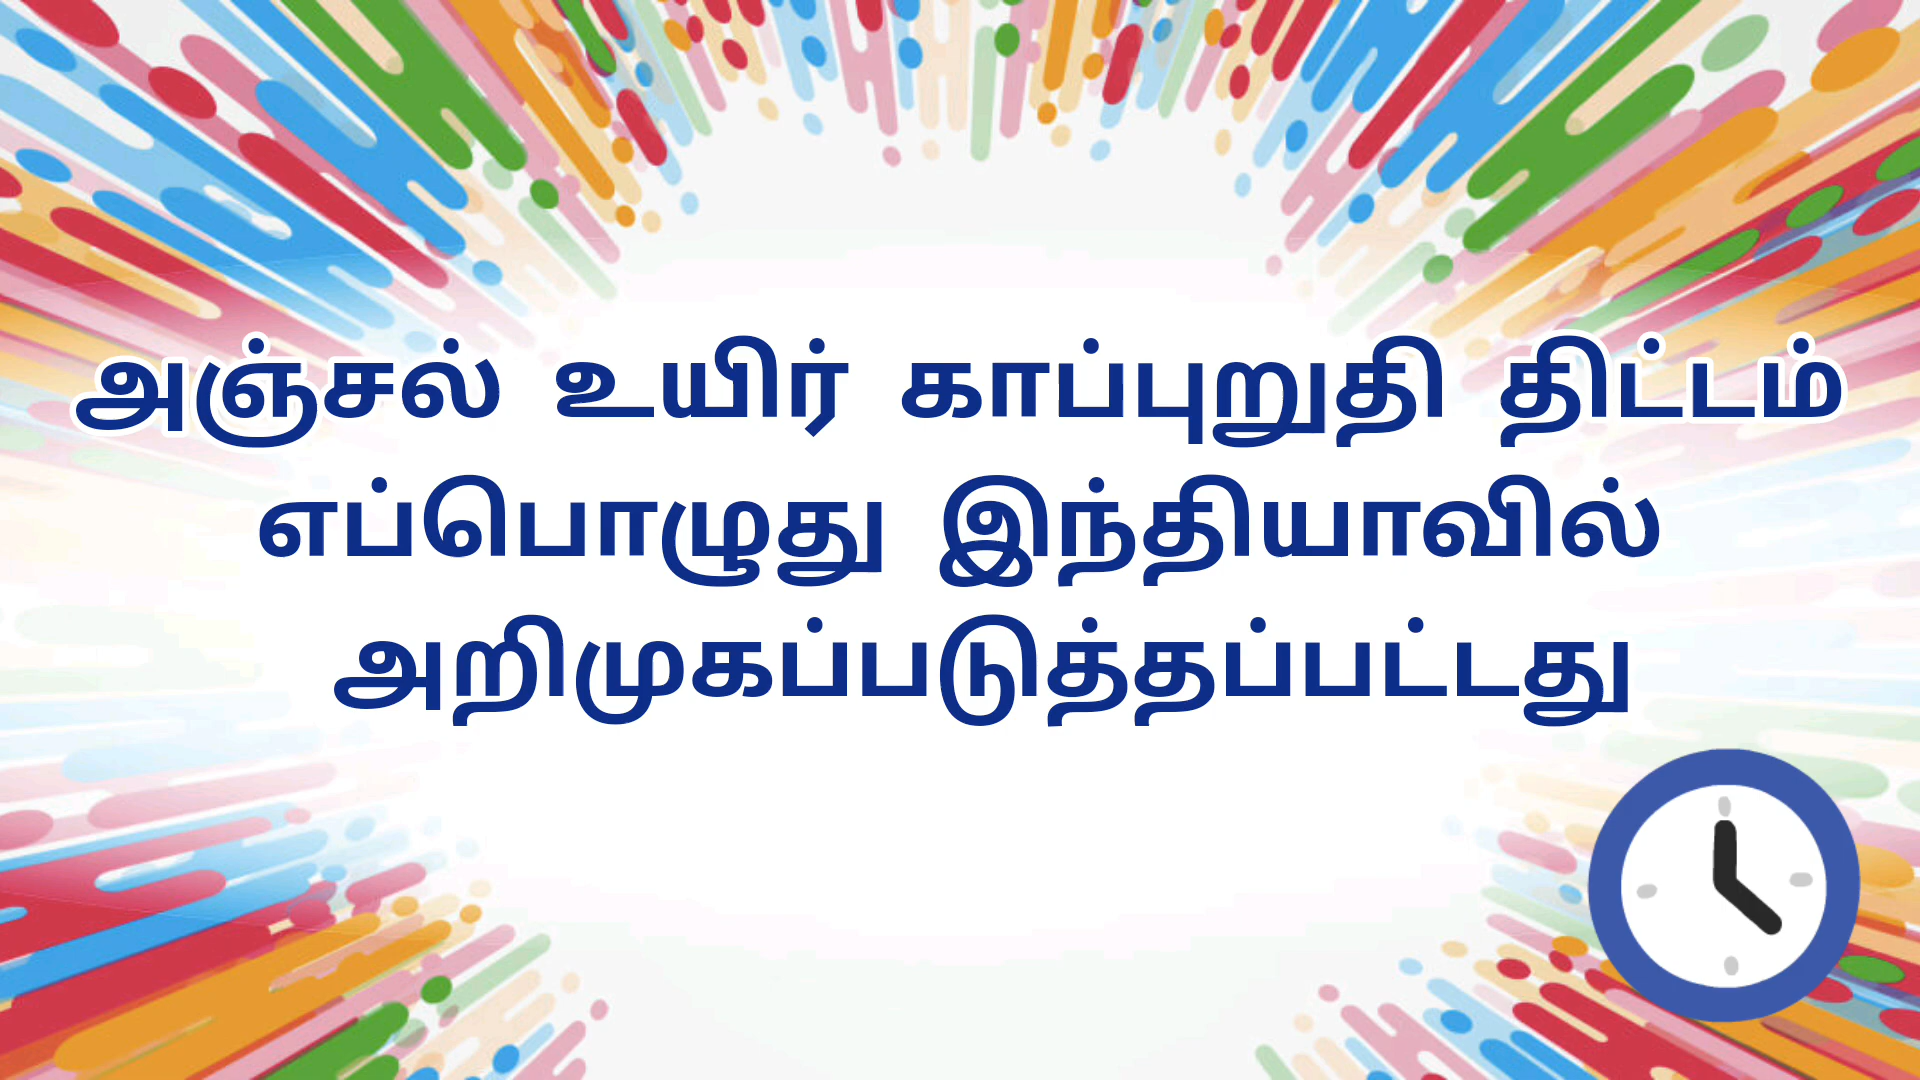 அஞ்சல் உயிர் காப்புறுதி திட்டம்
எப்பொழுது இந்தியாவில்
அறிமுகப்படுத்தப்பட்டது